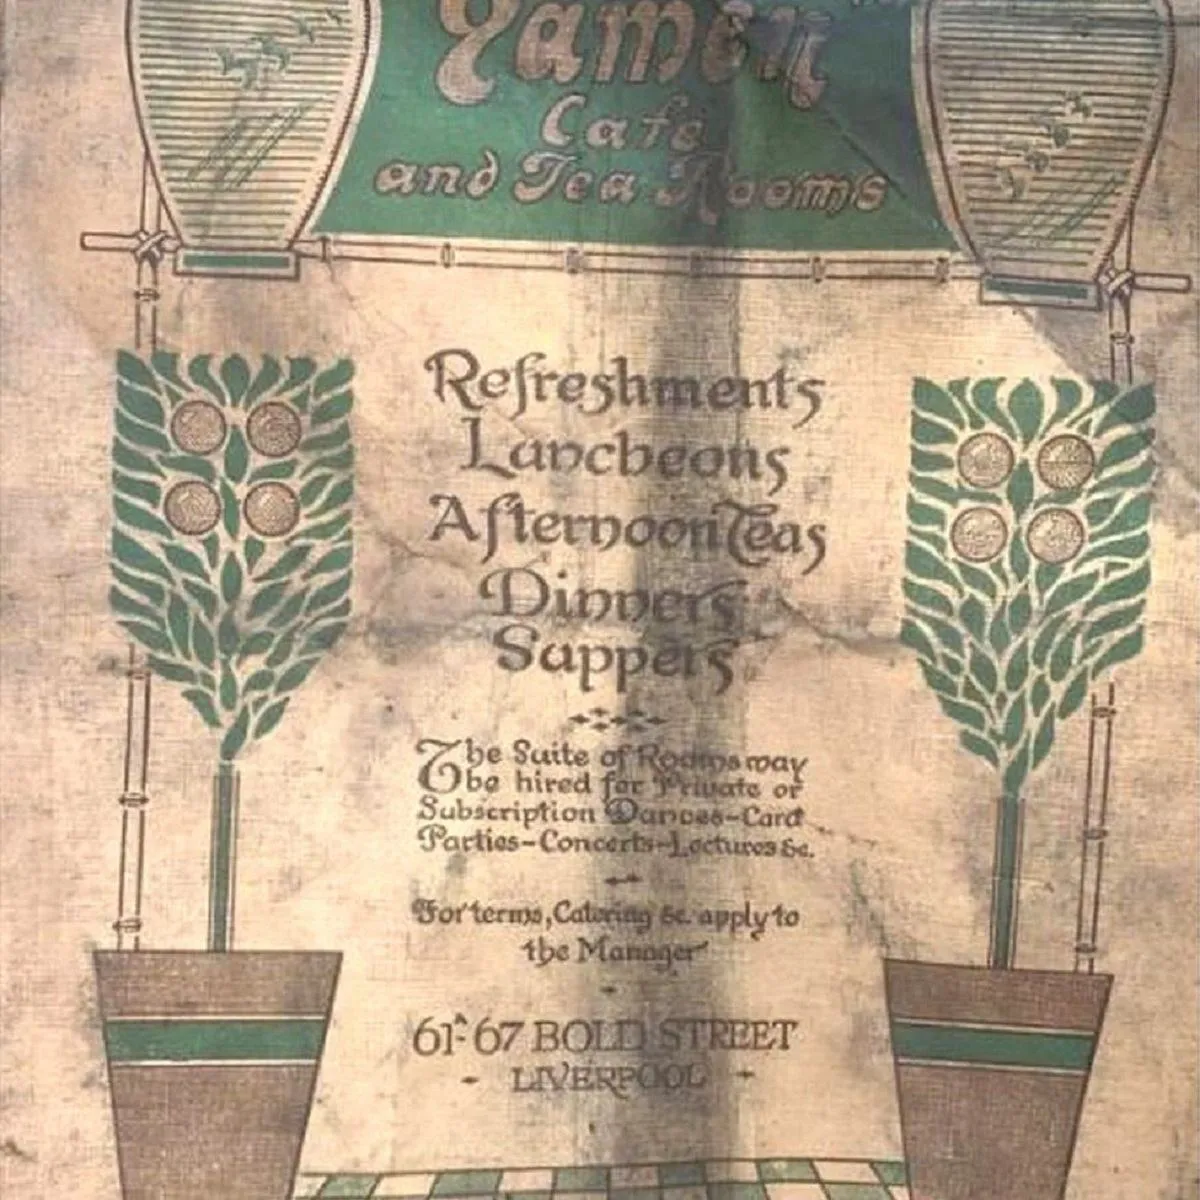 Yamen
Cafe
and Tea Rooms
Refreshments
Luncheons
Afternoon Teas
Dinners
Suppers
The Suite of Rooms may
be hired for Private or
Subscription Dances-Card
Parties-Concerts-Lectures &c.
For terms, Catering &c. apply to
the Manager
61ᴬ-67 BOLD STREET
- LIVERPOOL -